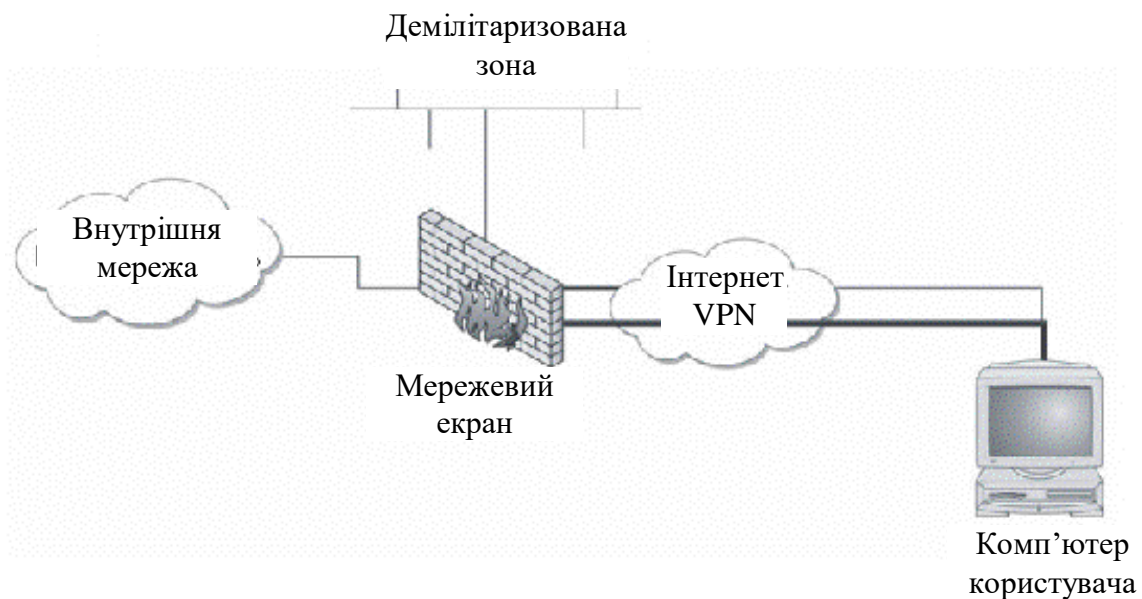 Демілітаризована
зона
Внутрішня
мережа
Інтернет
VPN
Мережевий
екран
Комп’ютер
користувача